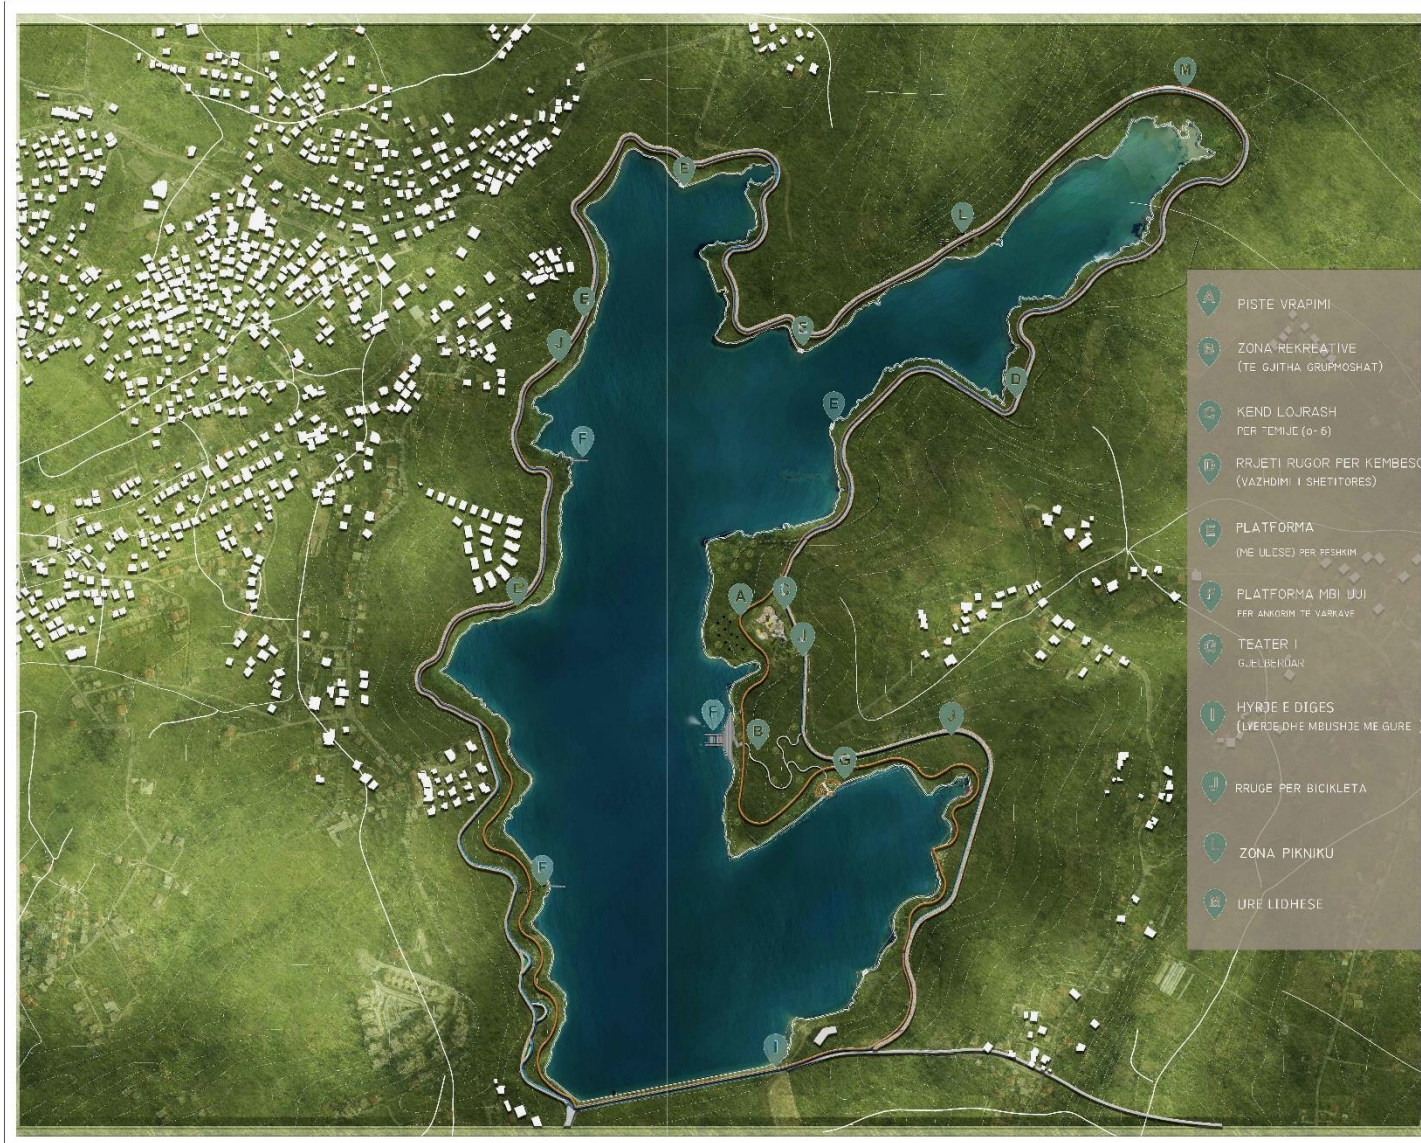 M
E
L
E
J
D
E
F
E
A
J
F
B
J
G
F
I
A PISTE VRAPIMI
B ZONA REKREATIVE
(TE GJITHA GRUPMOSHAT)
C KEND LOJRASH
PER FEMIJE (0-6)
D RRJETI RUGOR PER KEMBESO
(VAZHDIMI I SHETITORES)
E PLATFORMA
(ME ULESE) PER PESHKIM
F PLATFORMA MBI UJI
PER ANKORIM TE VARKAVE
G TEATER I
GJELBERUAR
I HYRJE E DIGES
(LYERJE DHE MBUSHJE ME GURE )
J RRUGE PER BICIKLETA
L ZONA PIKNIKU
URE LIDHESE